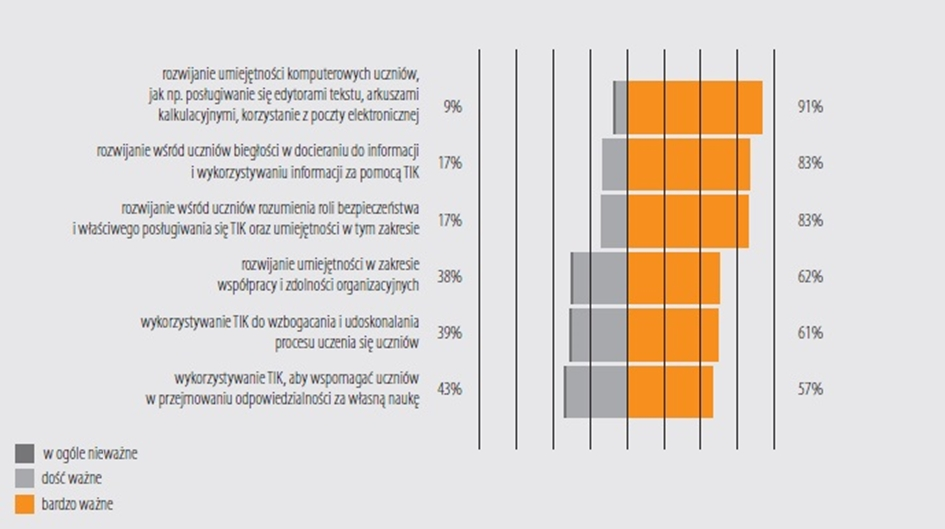 rozwijanie umiejętności komputerowych uczniów,
jak np. posługiwanie się edytorami tekstu, arkuszami
kalkulacyjnymi, korzystanie z poczty elektronicznej
9%
91%
rozwijanie wśród uczniów biegłości w docieraniu do informacji
i wykorzystywaniu informacji za pomocą TIK
17%
83%
rozwijanie wśród uczniów rozumienia roli bezpieczeństwa
i właściwego posługiwania się TIK oraz umiejętności w tym zakresie
17%
83%
rozwijanie umiejętności w zakresie
współpracy i zdolności organizacyjnych
38%
62%
wykorzystywanie TIK do wzbogacania i udoskonalania
procesu uczenia się uczniów
39%
61%
wykorzystywanie TIK, aby wspomagać uczniów
w przejmowaniu odpowiedzialności za własną naukę
43%
57%
w ogóle nieważne
dość ważne
bardzo ważne